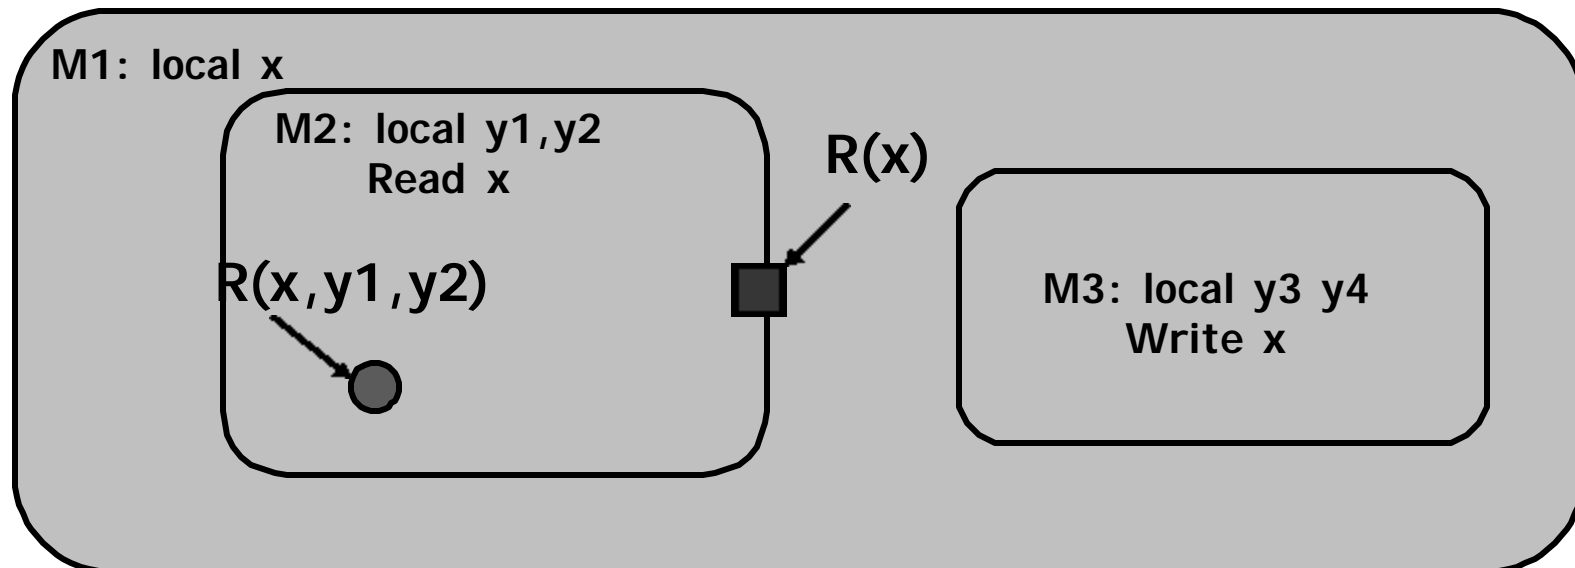 M1: local x
M2: local y1,y2
Read x
R(x)
R(x,y1,y2)
M3: local y3 y4
Write x